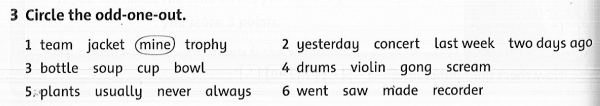 3 Circle the odd-one-out.
1 team jacket mine trophy 2 yesterday concert last week two days ago
3 bottle soup cup bowl 4 drums violin gong scream
5 plants usually never always 6 went saw made recorder